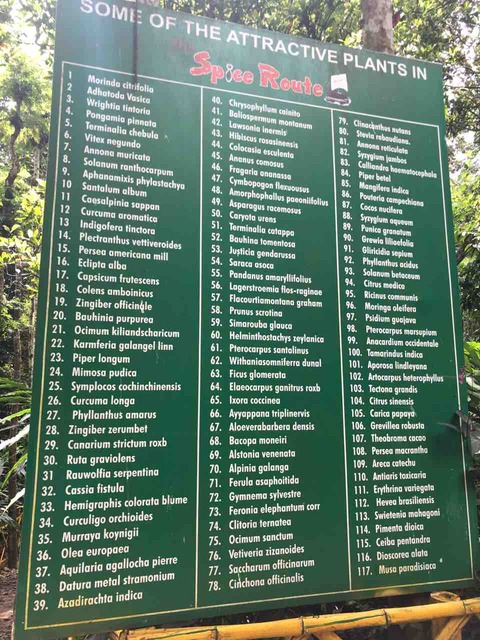 SOME OF THE ATTRACTIVE PLANTS IN
Spice Route
1 Morinda citrifolia
2. Adhatoda Vasica
3. Wrightia tintoria
4. Pongamia pinnata
5. Terminalia chebula
6. Vitex negundo
7. Annona muricata
8. Solanum ranthocarpum
9. Aphanamixis phylastachya
10 Santalum album
11 Caesalpinia sappan
12 Curcuma aromatica
13 Indigofera tinctora
14. Plectranthus vettiveroides
15. Persea americana mill
16. Eclipta alba
17. Capsicum frutescens
18. Colens amboinicus
19. Zingiber officinale
20. Bauhinia purpurea
21. Ocimum kiliandscharicum
22. Karmferia galangel linn
23. Piper longum
24. Mimosa pudica
25. Symplocos cochinchinensis
26. Curcuma longa
27. Phyllanthus amarus
28. Zingiber zerumbet
29. Canarium strictum roxb
30. Ruta graviolens
31 Rauwolfia serpentina
32. Cassia fistula
33. Hemigraphis colorata blume
34. Curculigo orchioides
35. Murraya koynigii
36. Olea europaea
37. Aquilaria agallocha pierre
38. Datura metal stramonium
39. Azadirachta indica
40. Chrysophyllum cainito
41. Baliospermum montanum
42. Lawsonia inermis
43. Hibiscus rosasinensis
44. Colocasia esculenta
45. Ananus comosus
46. Fragaria ananassa
47. Cymbopogan flexuousus
48. Amorphophallus paeoniifolius
49. Asparagus racemosus
50. Caryota urens
51. Terminalia catappa
52. Bauhina tomentosa
53. Justicia gendarussa
54. Saraca asoca
55. Pandanus amaryllifolius
56. Lagerstroemia flos-raginae
57. Flacourtiamontana graham
58. Prunus scrotina
59. Simarouba glauca
60. Helminthostachys zeylanica
61. Pterocarpus santalinus
62. Withaniasomniferra dunal
63. Ficus glomerata
64. Elaeocarpus ganitrus roxb
65. Ixora coccinea
66. Ayyappana triplinervis
67. Aloeverabarbera densis
68. Bacopa moneiri
69. Alstonia venenata
70. Alpinia galanga
71. Ferula asaphoitida
72. Gymnema sylvestre
73. Feronia elephantum corr
74. Clitoria ternatea
75. Ocimum sanctum
76. Vetiveria zizanoides
77. Saccharum officinarum
78. Cinchona officinalis
79. Clinachnthus nutans
80. Stevia rebaudiana.
81. Annona reticulata
82. Syzygium jambos
83. Calliandra haematocephala
84. Piper betel
85. Mangifera indica
86. Pouteria campechiana
87. Cocos nucifera
88. Syzygium aqueum
89. Punica granatum
90. Grewia liliaefolia
91. Gliricidia sepium
92. Phyllanthus acidus
93. Solanum betaceum
94. Citrus medico
95. Ricinus communis
96. Moringa oleifera
97. Psidium guajava
98. Pterocarpus marsupium
99. Anacardium occidentale
100. Tamarindus indica
101. Aporosa lindleyana
102. Artocarpus heterophyllus
103. Tectona grandis
104. Citrus sinensis
105. Carica papaya
106. Grevillea robusta
107. Theobroma cacao
108. Persea macrantha
109. Areca catechu
110. Antiaris toxicaria
111. Erythrina variegata
112. Hevea brasiliensis
113. Swietenia mahagoni
114. Pimenta dioica
115. Ceiba pentandra
116. Dioscorea alata
117. Musa paradisiaca